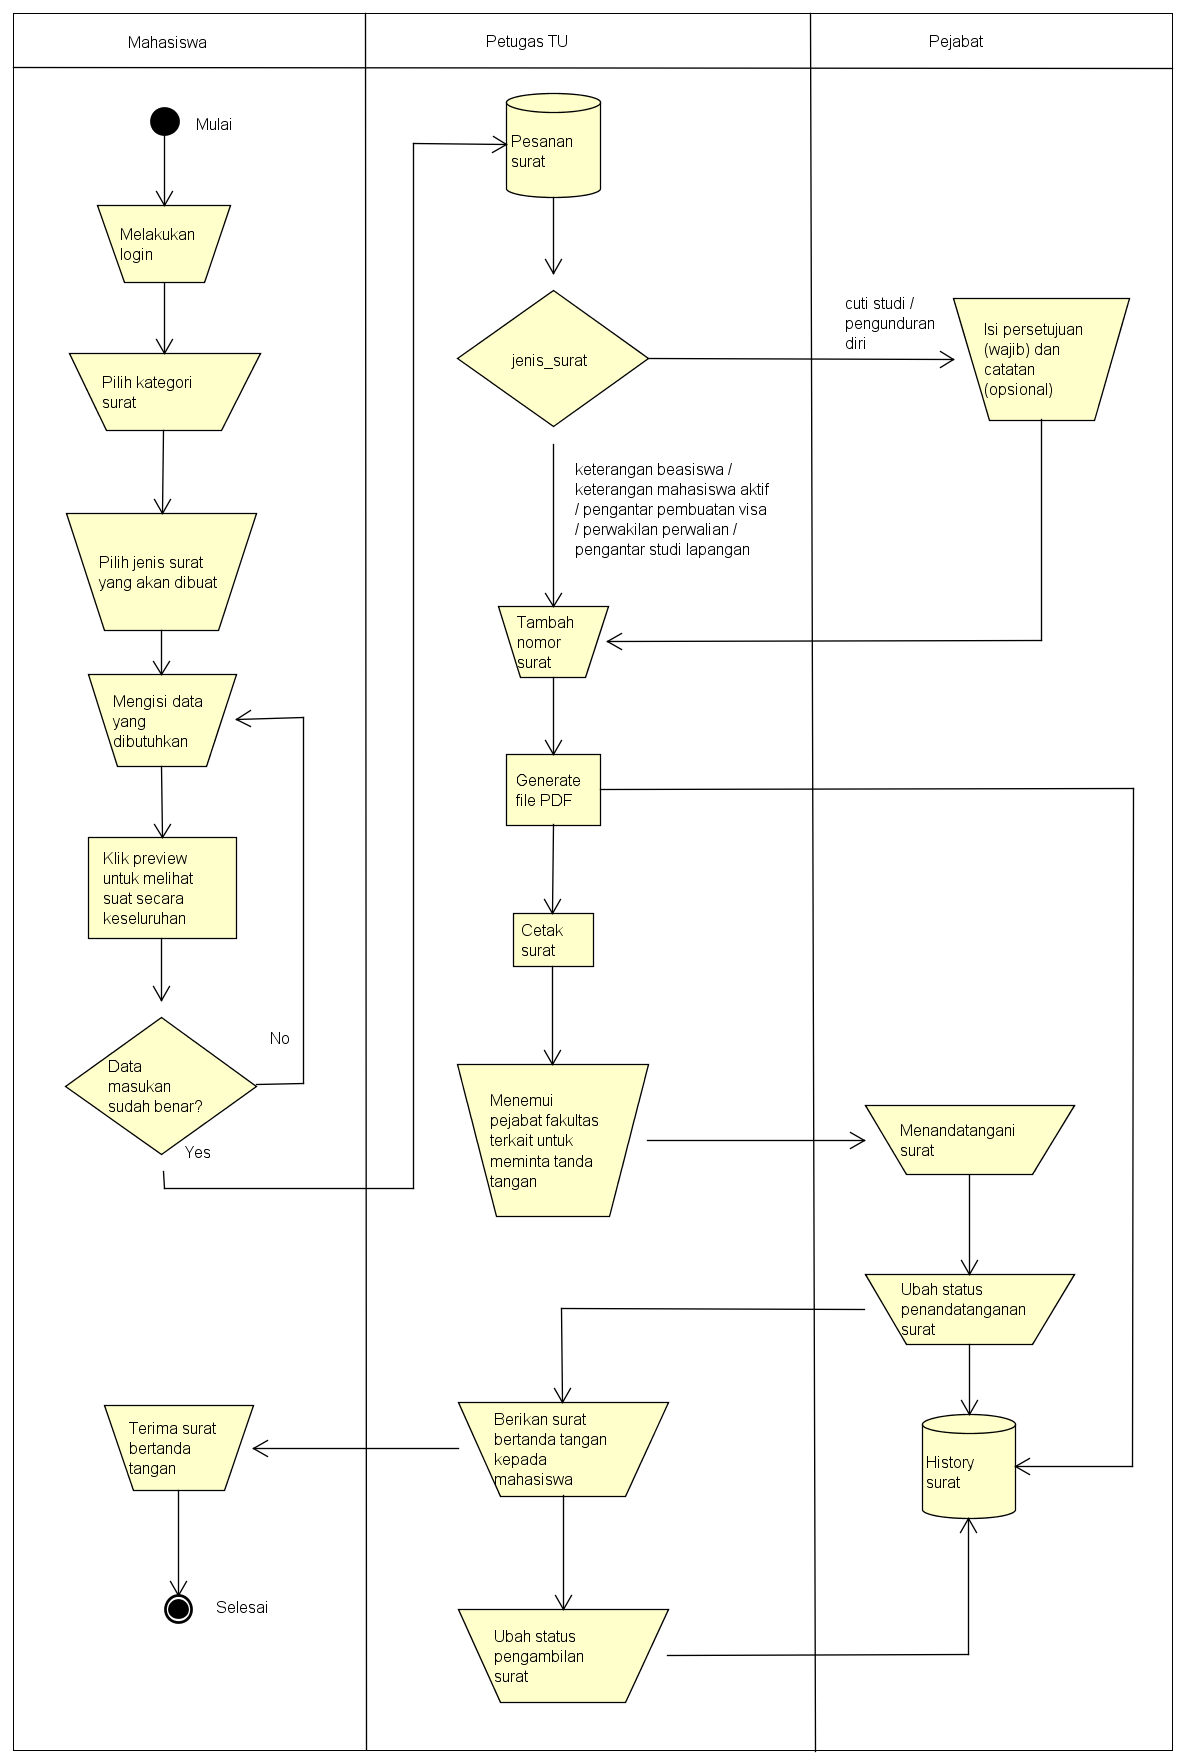 Mahasiswa
Petugas TU
Pejabat
Mulai
Melakukan
login
Pilih kategori
surat
Pilih jenis surat
yang akan dibuat
Mengisi data
yang
dibutuhkan
Klik preview
untuk melihat
suat secara
keseluruhan
No
Data
masukan
sudah benar?
Yes
Terima surat
bertanda
tangan
Selesai
Pesanan
surat
jenis_surat
keterangan beasiswa /
keterangan mahasiswa aktif
/ pengantar pembuatan visa
/ perwakilan perwalian /
pengantar studi lapangan
Tambah
nomor
surat
Generate
file PDF
Cetak
surat
Menemui
pejabat fakultas
terkait untuk
meminta tanda
tangan
Berikan surat
bertanda tangan
kepada
mahasiswa
Ubah status
pengambilan
surat
cuti studi /
pengunduran
diri
Isi persetujuan
(wajib) dan
catatan
(opsional)
Menandatangani
surat
Ubah status
penandatanganan
surat
History
surat